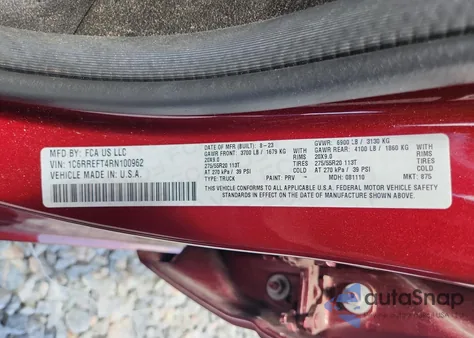 MFD BY: FCA US LLC
VIN: 1C6RREFT4RN100962
VEHICLE MADE IN U.S.A.
DATE OF MFR (BUILT): 8-23
GVWR: 6900 LB / 3130 KG
GAWR FRONT: 3700 LB / 1679 KG
GAWR REAR: 4100 LB / 1860 KG
20X9.0 RIMS 20X9.0 RIMS
275/55R20 113T TIRES 275/55R20 113T TIRES
AT 270 kPa / 39 PSI COLD AT 270 kPa / 39 PSI COLD
TYPE: TRUCK PAINT: PRV - MDH: 081110 MKT: 875
THIS VEHICLE CONFORMS TO ALL APPLICABLE U.S.A. FEDERAL MOTOR VEHICLE SAFETY
STANDARDS IN EFFECT ON THE DATE OF MANUFACTURE SHOWN ABOVE.
autoSnap